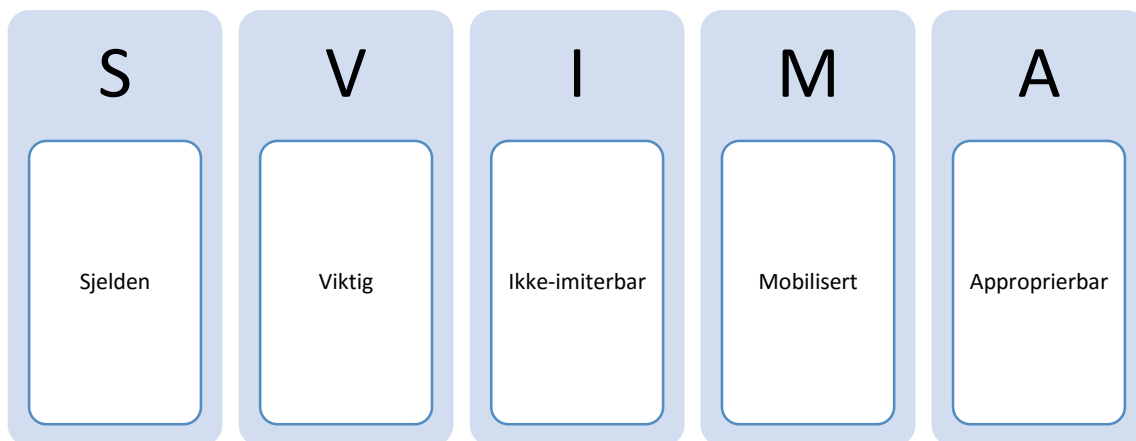 S
V
I
M
A
Sjelden
Viktig
Ikke-imiterbar
Mobilisert
Approprierbar